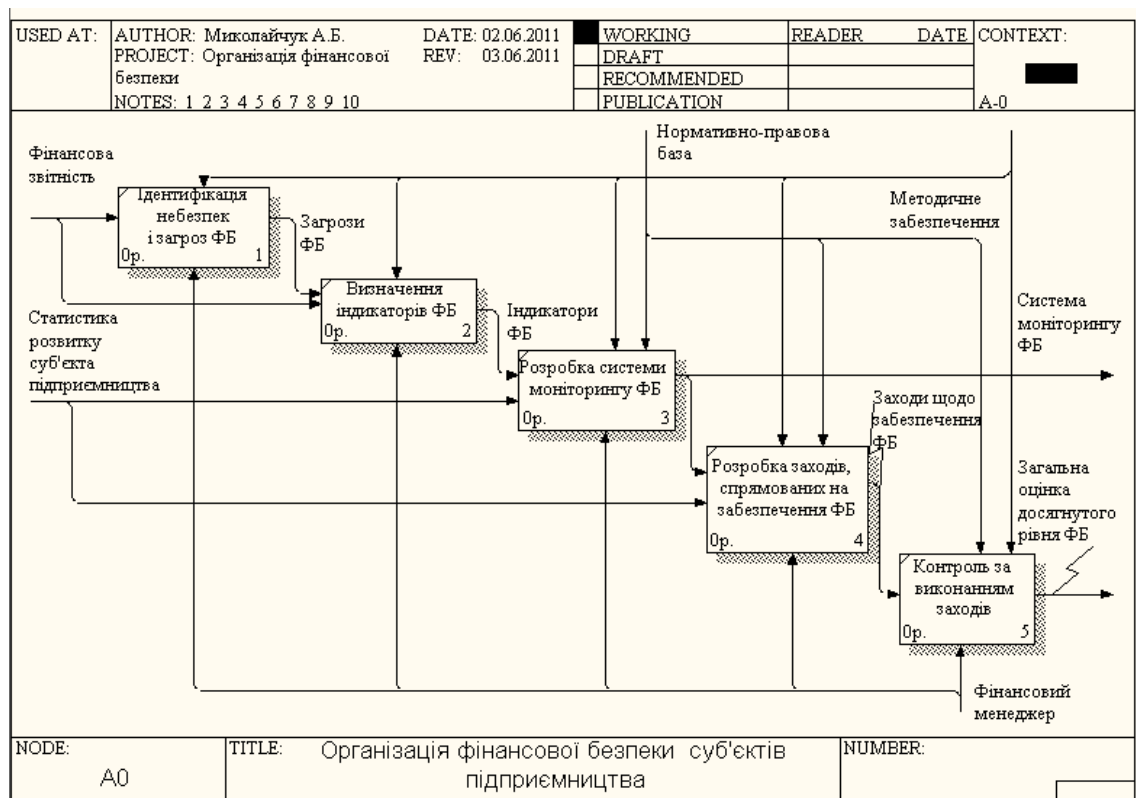 USED AT:
AUTHOR: Миколайчук А.Б.
DATE: 02.06.2011
PROJECT: Організація фінансової
безпеки
REV: 03.06.2011
NOTES: 1 2 3 4 5 6 7 8 9 10
WORKING
DRAFT
RECOMMENDED
PUBLICATION
READER
DATE
CONTEXT:
A-0
Фінансова
звітність
Нормативно-правова
база
Методичне
забезпечення
Ідентифікація
небезпек
і загроз ФБ
0р.
1
Загрози
ФБ
Визначення
індикаторів ФБ
0р.
2
Індикатори
ФБ
Статистика
розвитку
суб'єкта
підприємництва
Розробка системи
моніторингу ФБ
0р.
3
Система
моніторингу
ФБ
Заходи щодо
забезпечення
ФБ
Розробка заходів,
спрямованих на
забезпечення ФБ
0р.
4
Загальна
оцінка
досягнутого
рівня ФБ
Контроль за
виконанням
заходів
0р.
5
Фінансовий
менеджер
NODE:
A0
TITLE:
Організація фінансової безпеки суб'єктів
підприємництва
NUMBER: